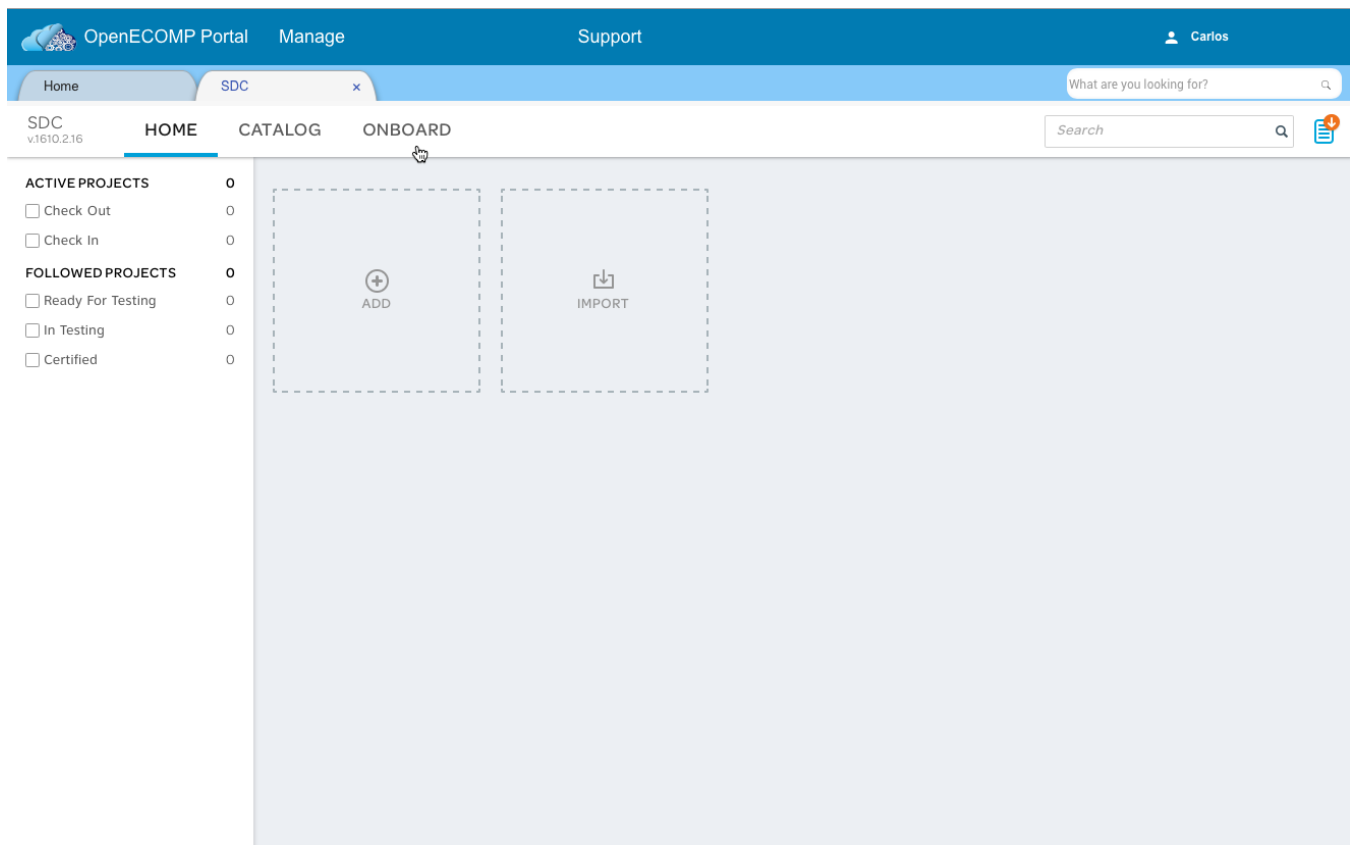 OpenECOMP Portal Manage Support Carlos
Home SDC × What are you looking for?
SDC
v.1610.2.16
HOME CATALOG ONBOARD Search
ACTIVE PROJECTS 0
Check Out 0
Check In 0
FOLLOWED PROJECTS 0
Ready For Testing 0
In Testing 0
Certified 0
ADD
IMPORT